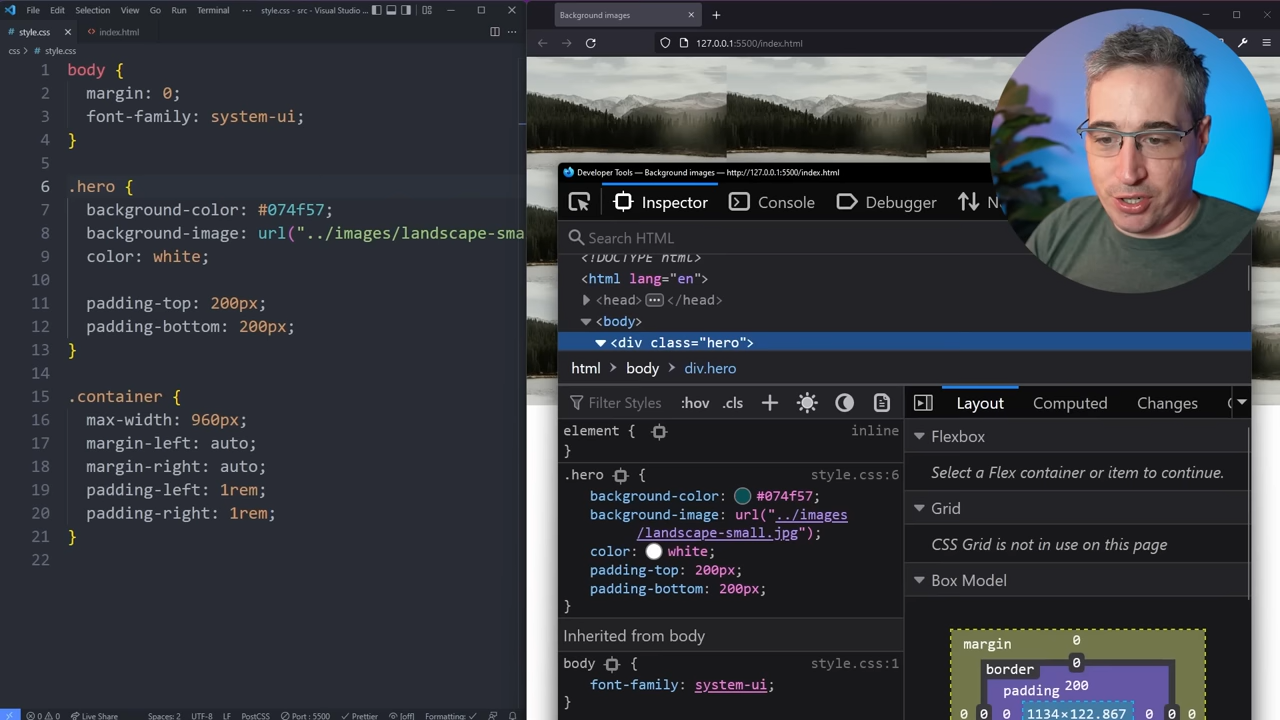 File Edit Selection View Go Run Terminal ··· style.css - src - Visual Studio ...
style.css index.html
css > style.css
1 body {
2 margin: 0;
3 font-family: system-ui;
4 }
5
6 .hero {
7 background-color: #074f57;
8 background-image: url("../images/landscape-sma
9 color: white;
10
11 padding-top: 200px;
12 padding-bottom: 200px;
13 }
14
15 .container {
16 max-width: 960px;
17 margin-left: auto;
18 margin-right: auto;
19 padding-left: 1rem;
20 padding-right: 1rem;
21 }
22
0 0 Live Share Spaces: 2 UTF-8 LF PostCSS Port : 5500 Prettier [off] Formatting:
Background images
127.0.0.1:5500/index.html
Developer Tools — Background images — http://127.0.0.1:5500/index.html
Inspector Console Debugger N
Search HTML
<!DOCTYPE html>
<html lang="en">
<head> ··· </head>
<body>
<div class="hero">
html > body > div.hero
Filter Styles :hov .cls
element { inline
}
.hero { style.css:6
background-color: #074f57;
background-image: url("../images
/landscape-small.jpg");
color: white;
padding-top: 200px;
padding-bottom: 200px;
}
Inherited from body
body { style.css:1
font-family: system-ui;
}
Layout Computed Changes
Flexbox
Select a Flex container or item to continue.
Grid
CSS Grid is not in use on this page
Box Model
margin 0
border 0
padding 200
0 0 0 1134×122.867 0 0 0